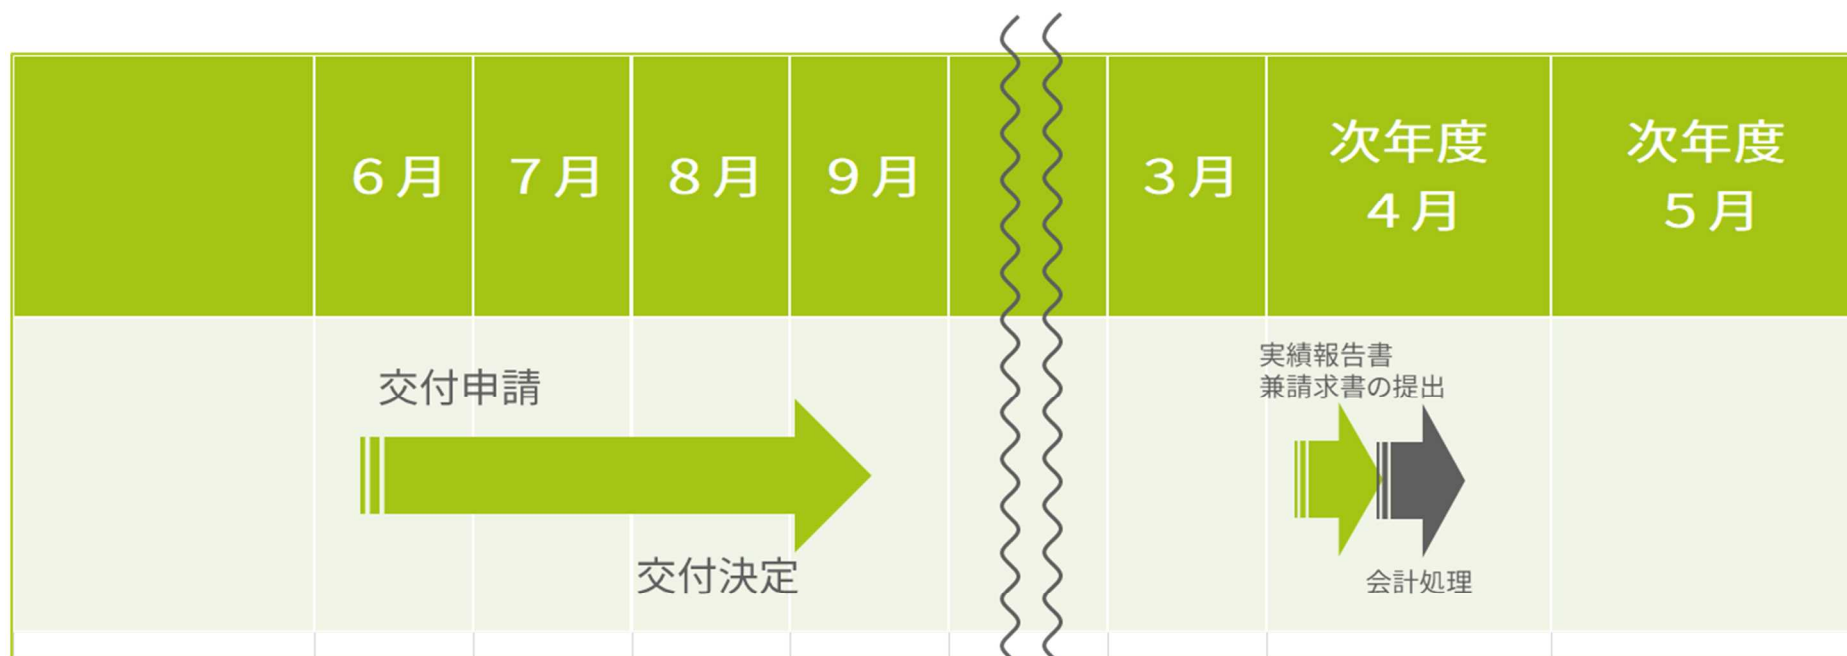 ６月
７月
８月
９月
３月
次年度
４月
次年度
５月
交付申請
交付決定
実績報告書
兼請求書の提出
会計処理